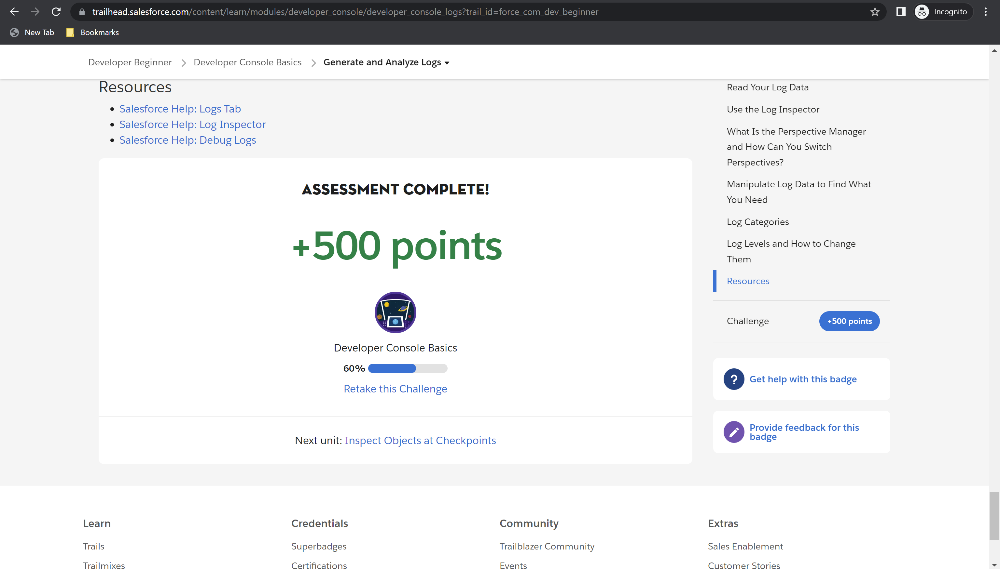 trailhead.salesforce.com/content/learn/modules/developer_console/developer_console_logs?trail_id=force_com_dev_beginner
Incognito
New Tab
Bookmarks
Developer Beginner
Developer Console Basics
Generate and Analyze Logs
Resources
Salesforce Help: Logs Tab
Salesforce Help: Log Inspector
Salesforce Help: Debug Logs
ASSESSMENT COMPLETE!
+500 points
Developer Console Basics
60%
Retake this Challenge
Next unit: Inspect Objects at Checkpoints
Read Your Log Data
Use the Log Inspector
What Is the Perspective Manager
and How Can You Switch
Perspectives?
Manipulate Log Data to Find What
You Need
Log Categories
Log Levels and How to Change
Them
Resources
Challenge
+500 points
?
Get help with this badge
Provide feedback for this
badge
Learn
Trails
Trailmixes
Credentials
Superbadges
Certifications
Community
Trailblazer Community
Events
Extras
Sales Enablement
Customer Stories